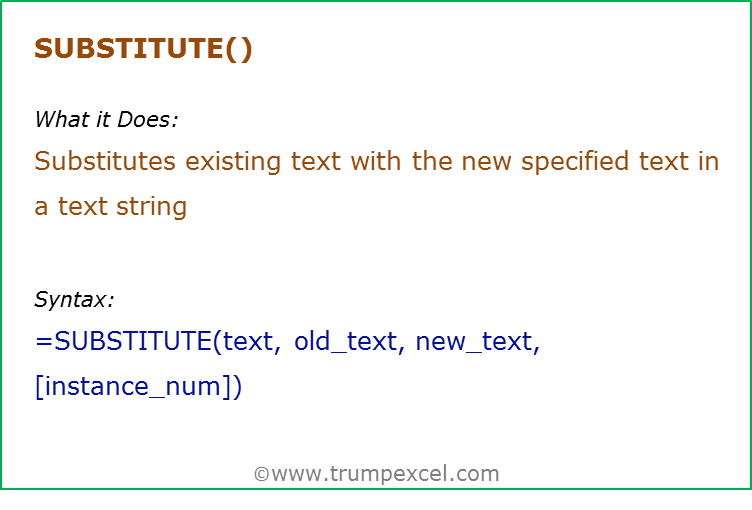 SUBSTITUTE()
What it Does:
Substitutes existing text with the new specified text in
a text string
Syntax:
=SUBSTITUTE(text, old_text, new_text,
[instance_num])
©www.trumpexcel.com